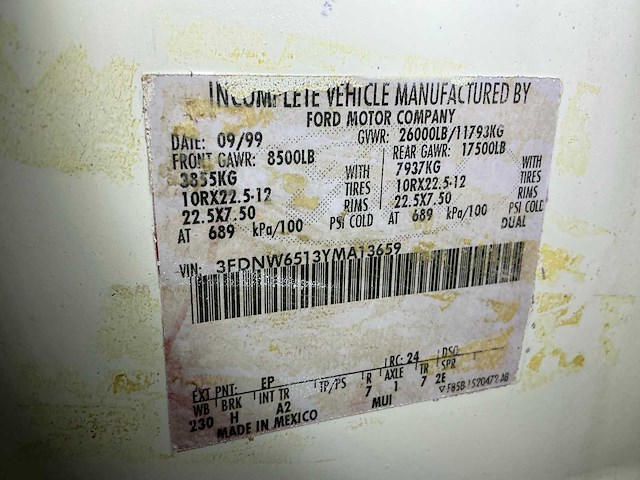 INCOMPLETE VEHICLE MANUFACTURED BY
FORD MOTOR COMPANY
DATE: 09/99 GVWR: 26000LB/11793KG
FRONT GAWR: 8500LB REAR GAWR: 17500LB
3855KG WITH 7937KG WITH
10RX22.5-12 TIRES 10RX22.5-12 TIRES
22.5X7.50 RIMS 22.5X7.50 RIMS
AT 689 kPa/100 PSI COLD AT 689 kPa/100 PSI COLD
DUAL
VIN: 3FDNW6513YMA13659
RC: 24 DSO
EXT PNT: EP
WB BRK INT TR TP/PS R AXLE TR SPR
230 H A2 7 1 7 2E
MADE IN MEXICO MUI